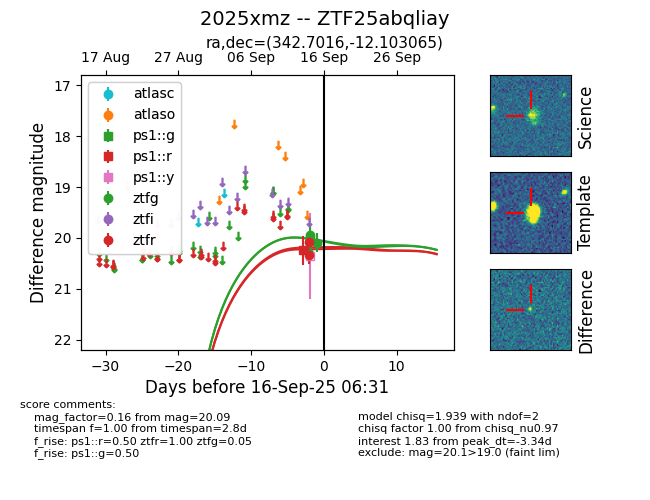 2025xmz -- ZTF25abqliay
ra,dec=(342.7016,-12.103065)
17 Aug 27 Aug 06 Sep 16 Sep 26 Sep
17
18
19
20
21
22
Difference magnitude
atlasc
atlaso
ps1::g
ps1::r
ps1::y
ztfg
ztfi
ztfr
−30 −20 −10 0 10
Days before 16-Sep-25 06:31
Science
Template
Difference
score comments:
mag_factor=0.16 from mag=20.09
timespan f=1.00 from timespan=2.8d
f_rise: ps1::r=0.50 ztfr=1.00 ztfg=0.05
f_rise: ps1::g=0.50
model chisq=1.939 with ndof=2
chisq factor 1.00 from chisq_nu0.97
interest 1.83 from peak_dt=-3.34d
exclude: mag=20.1>19.0 (faint lim)